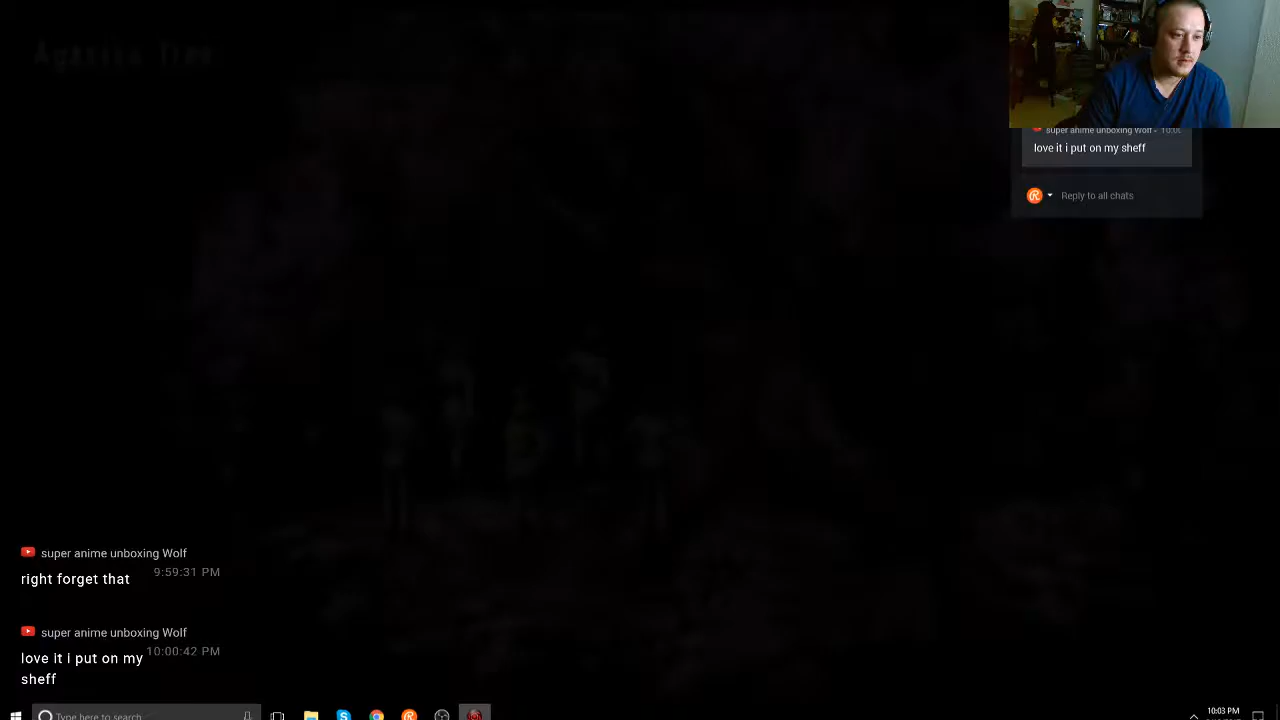 super anime unboxing Wolf -
love it i put on my sheff
Reply to all chats
super anime unboxing Wolf
9:59:31 PM
right forget that
super anime unboxing Wolf
10:00:42 PM
love it i put on my
sheff
Type here to search
10:03 PM